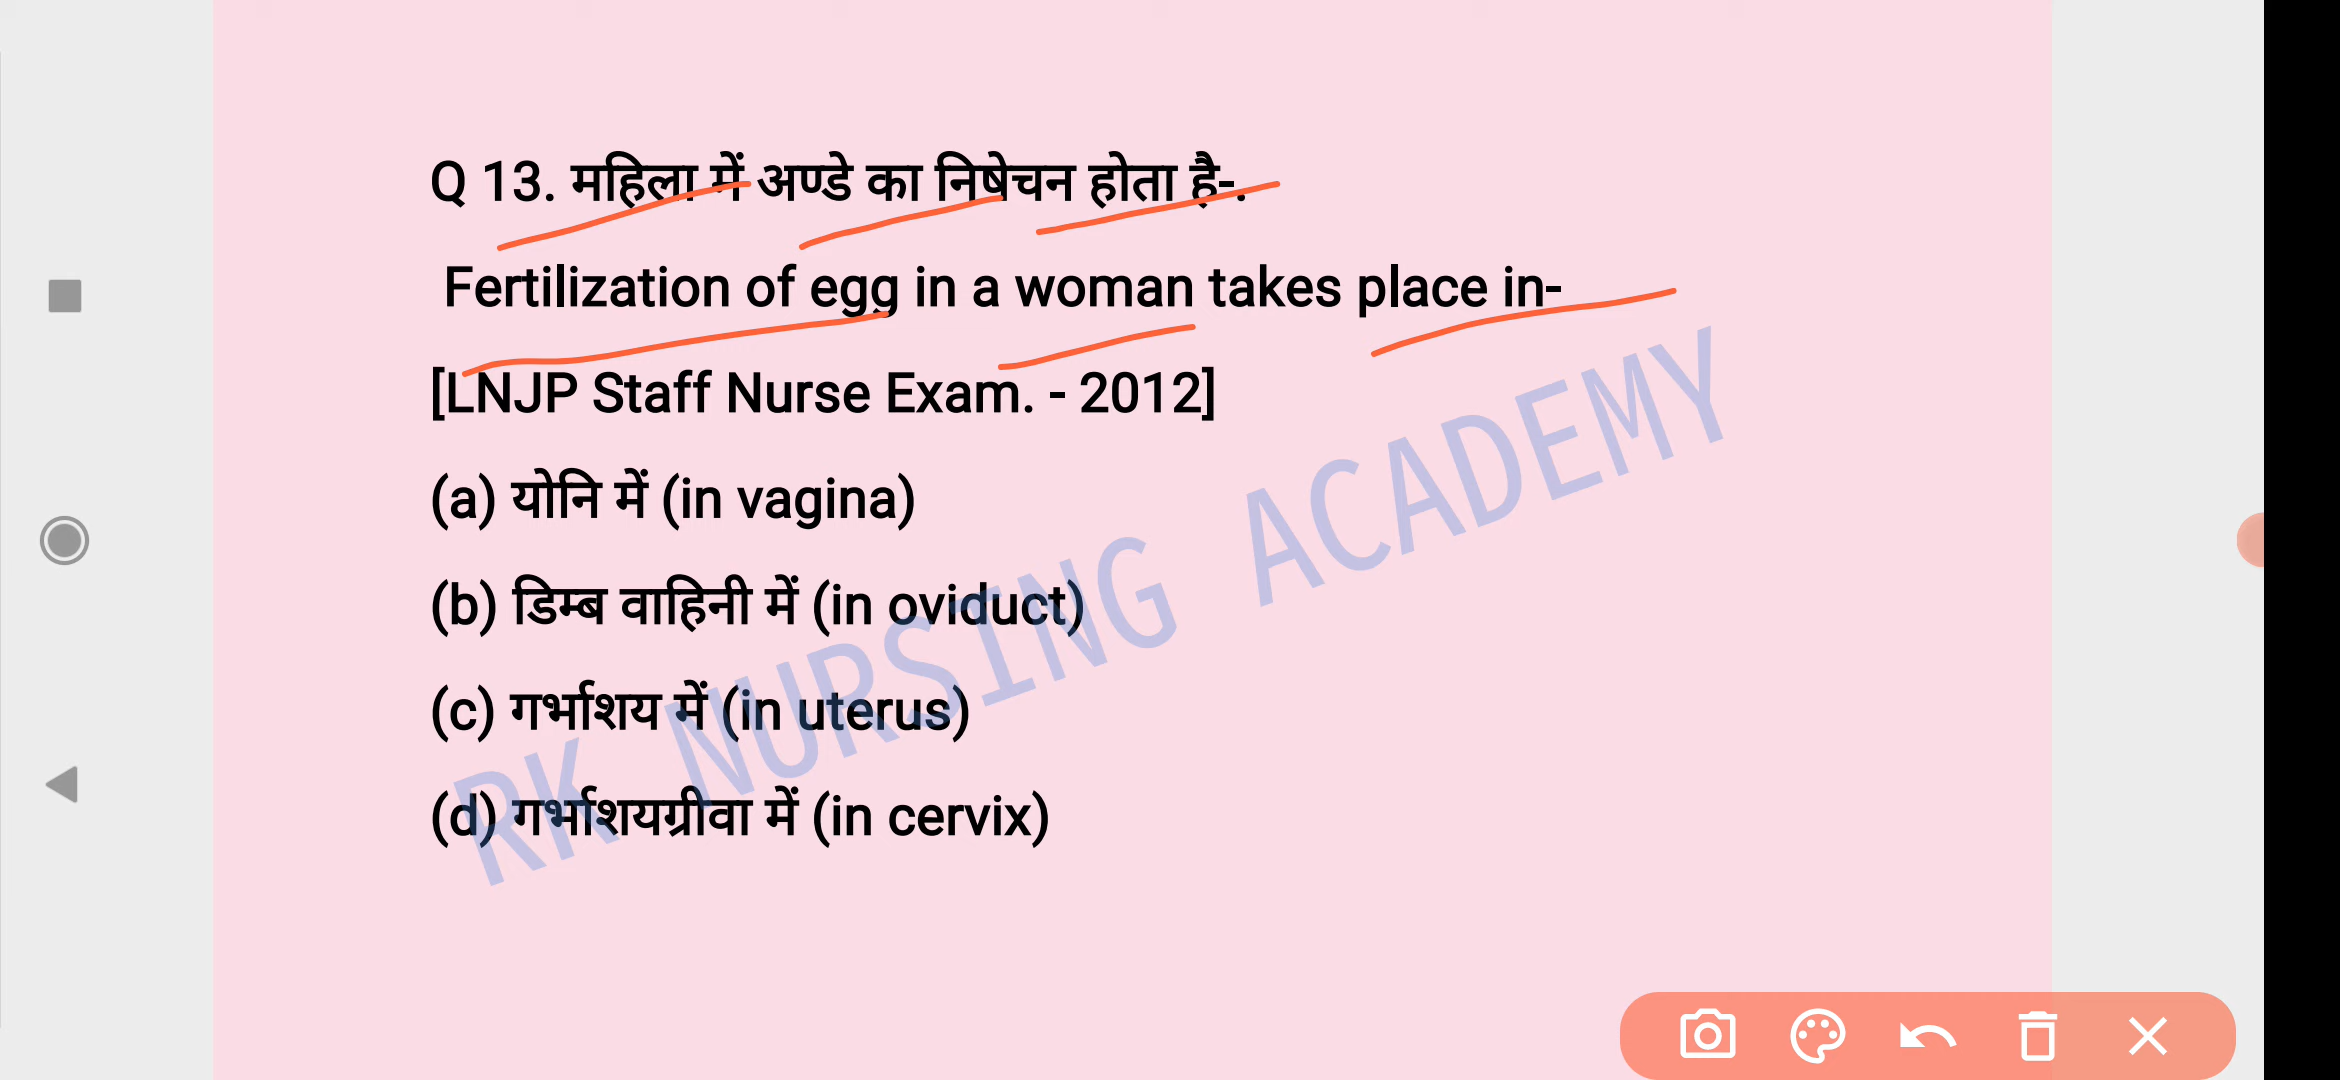 Q 13. महिला में अण्डे का निषेचन होता है-.
Fertilization of egg in a woman takes place in-
[LNJP Staff Nurse Exam. - 2012]
(a) योनि में (in vagina)
(b) डिम्ब वाहिनी में (in oviduct)
(c) गर्भाशय में (in uterus)
(d) गर्भाशयग्रीवा में (in cervix)
RK NURSING ACADEMY